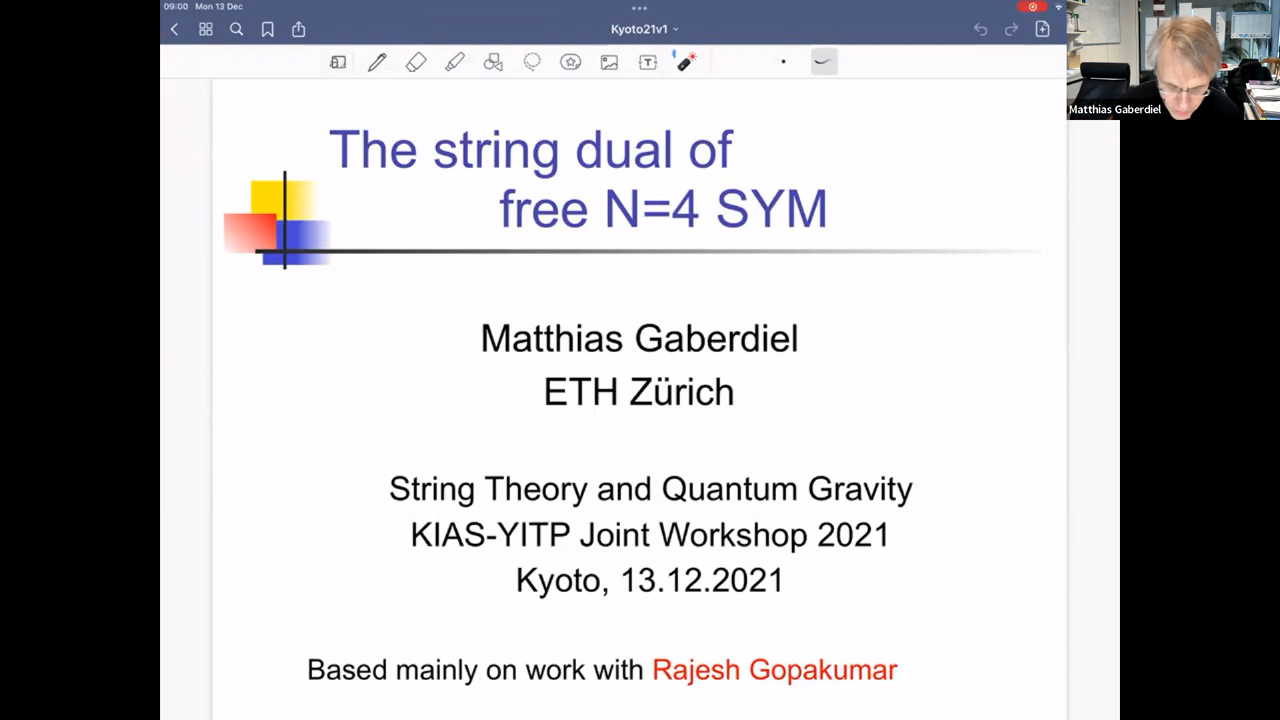 09:00 Mon 13 Dec
Kyoto21v1
Matthias Gaberdiel
The string dual of
free N=4 SYM
Matthias Gaberdiel
ETH Zürich
String Theory and Quantum Gravity
KIAS-YITP Joint Workshop 2021
Kyoto, 13.12.2021
Based mainly on work with Rajesh Gopakumar